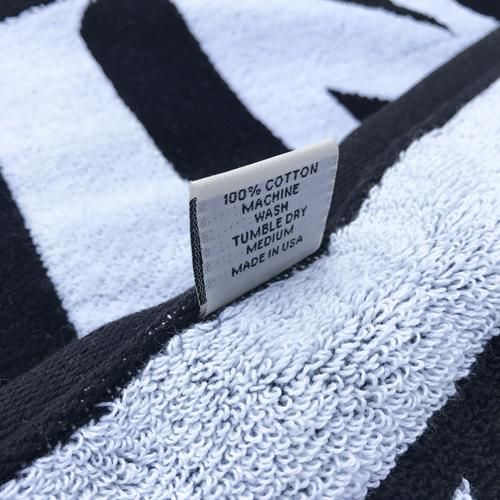 100% COTTON
MACHINE
WASH
TUMBLE DRY
MEDIUM
MADE IN USA